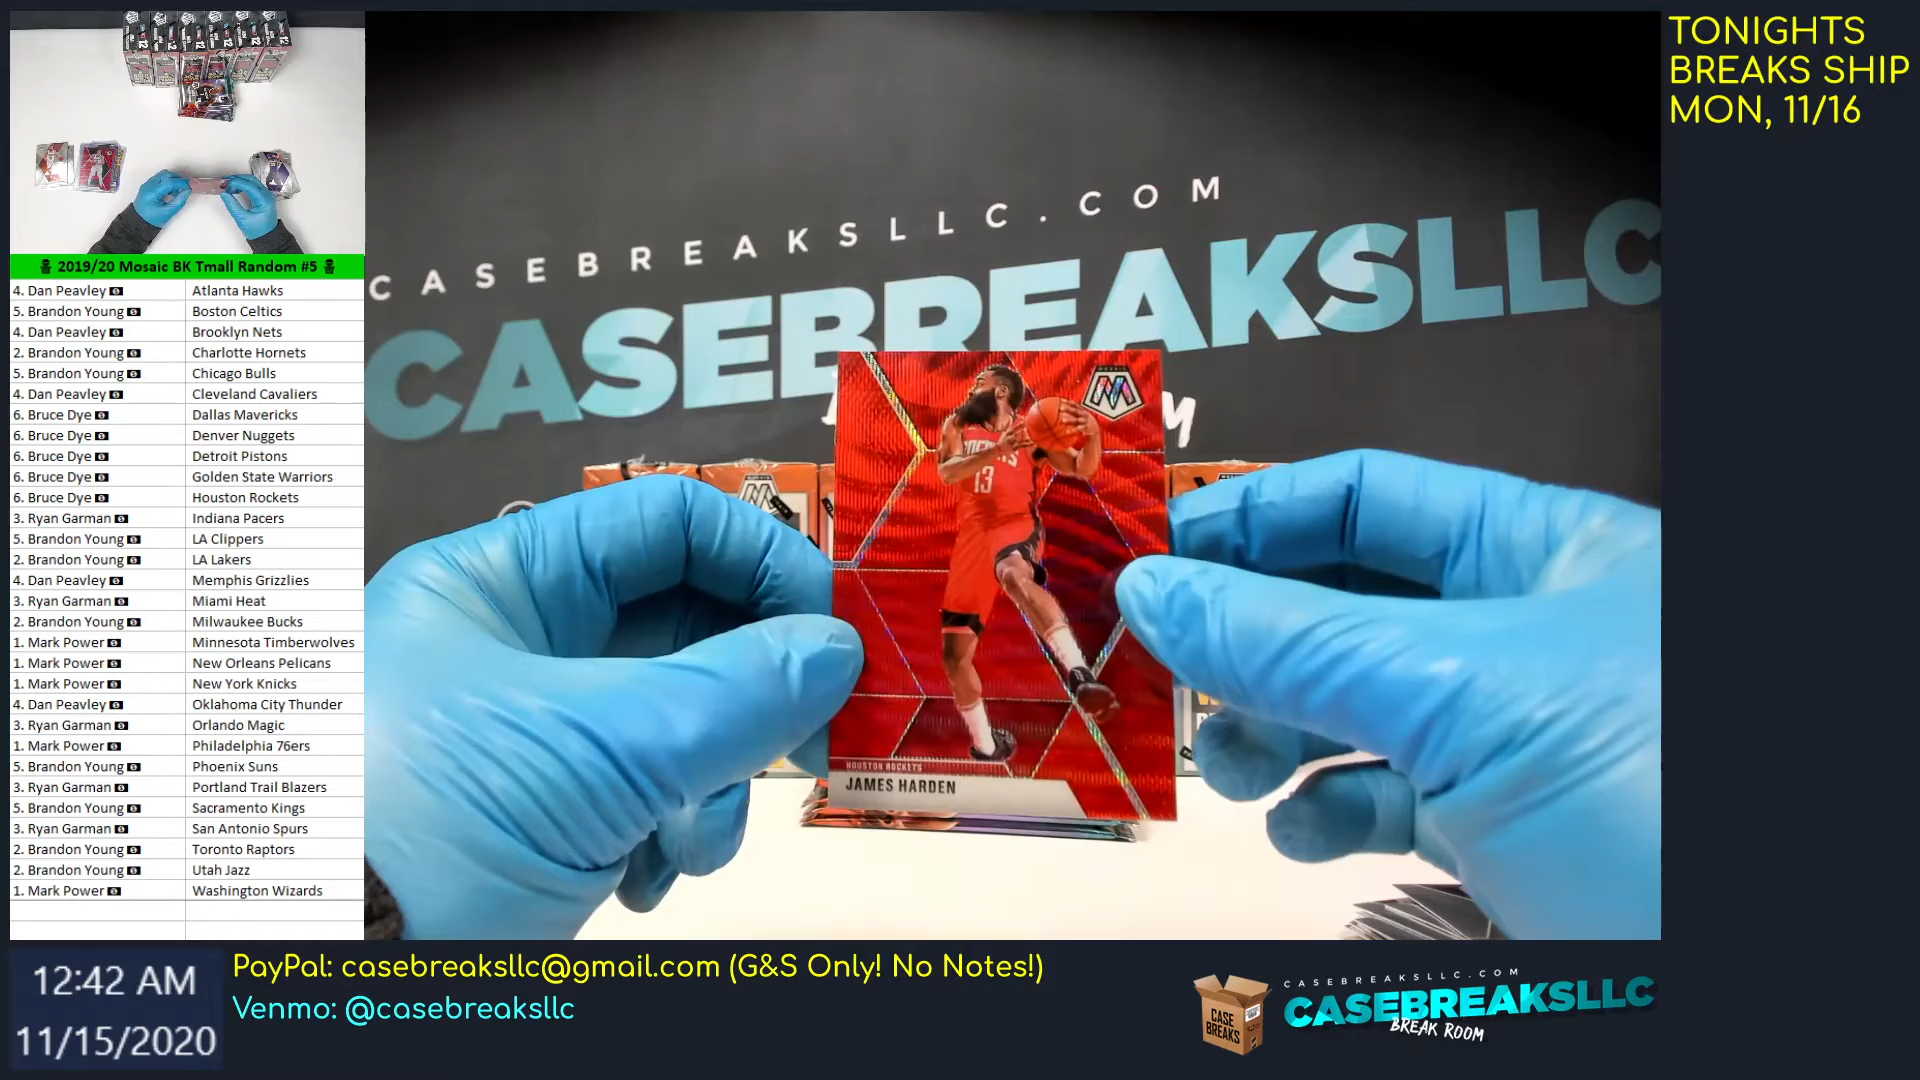 TONIGHTS
BREAKS SHIP
MON, 11/16
2019/20 Mosaic BK Tmall Random #5
4. Dan Peavley Atlanta Hawks
5. Brandon Young Boston Celtics
4. Dan Peavley Brooklyn Nets
2. Brandon Young Charlotte Hornets
5. Brandon Young Chicago Bulls
4. Dan Peavley Cleveland Cavaliers
6. Bruce Dye Dallas Mavericks
6. Bruce Dye Denver Nuggets
6. Bruce Dye Detroit Pistons
6. Bruce Dye Golden State Warriors
6. Bruce Dye Houston Rockets
3. Ryan Garman Indiana Pacers
5. Brandon Young LA Clippers
2. Brandon Young LA Lakers
4. Dan Peavley Memphis Grizzlies
3. Ryan Garman Miami Heat
2. Brandon Young Milwaukee Bucks
1. Mark Power Minnesota Timberwolves
1. Mark Power New Orleans Pelicans
1. Mark Power New York Knicks
4. Dan Peavley Oklahoma City Thunder
3. Ryan Garman Orlando Magic
1. Mark Power Philadelphia 76ers
5. Brandon Young Phoenix Suns
3. Ryan Garman Portland Trail Blazers
5. Brandon Young Sacramento Kings
3. Ryan Garman San Antonio Spurs
2. Brandon Young Toronto Raptors
2. Brandon Young Utah Jazz
1. Mark Power Washington Wizards
CASEBREAKSLLC.COM
CASEBREAKSLLC
MOSAIC
M
ROCKETS
13
HOUSTON ROCKETS
JAMES HARDEN
12:42 AM
11/15/2020
PayPal: casebreaksllc@gmail.com (G&S Only! No Notes!)
Venmo: @casebreaksllc
CASE
BREAKS
CASEBREAKSLLC.COM
CASEBREAKSLLC
BREAK ROOM